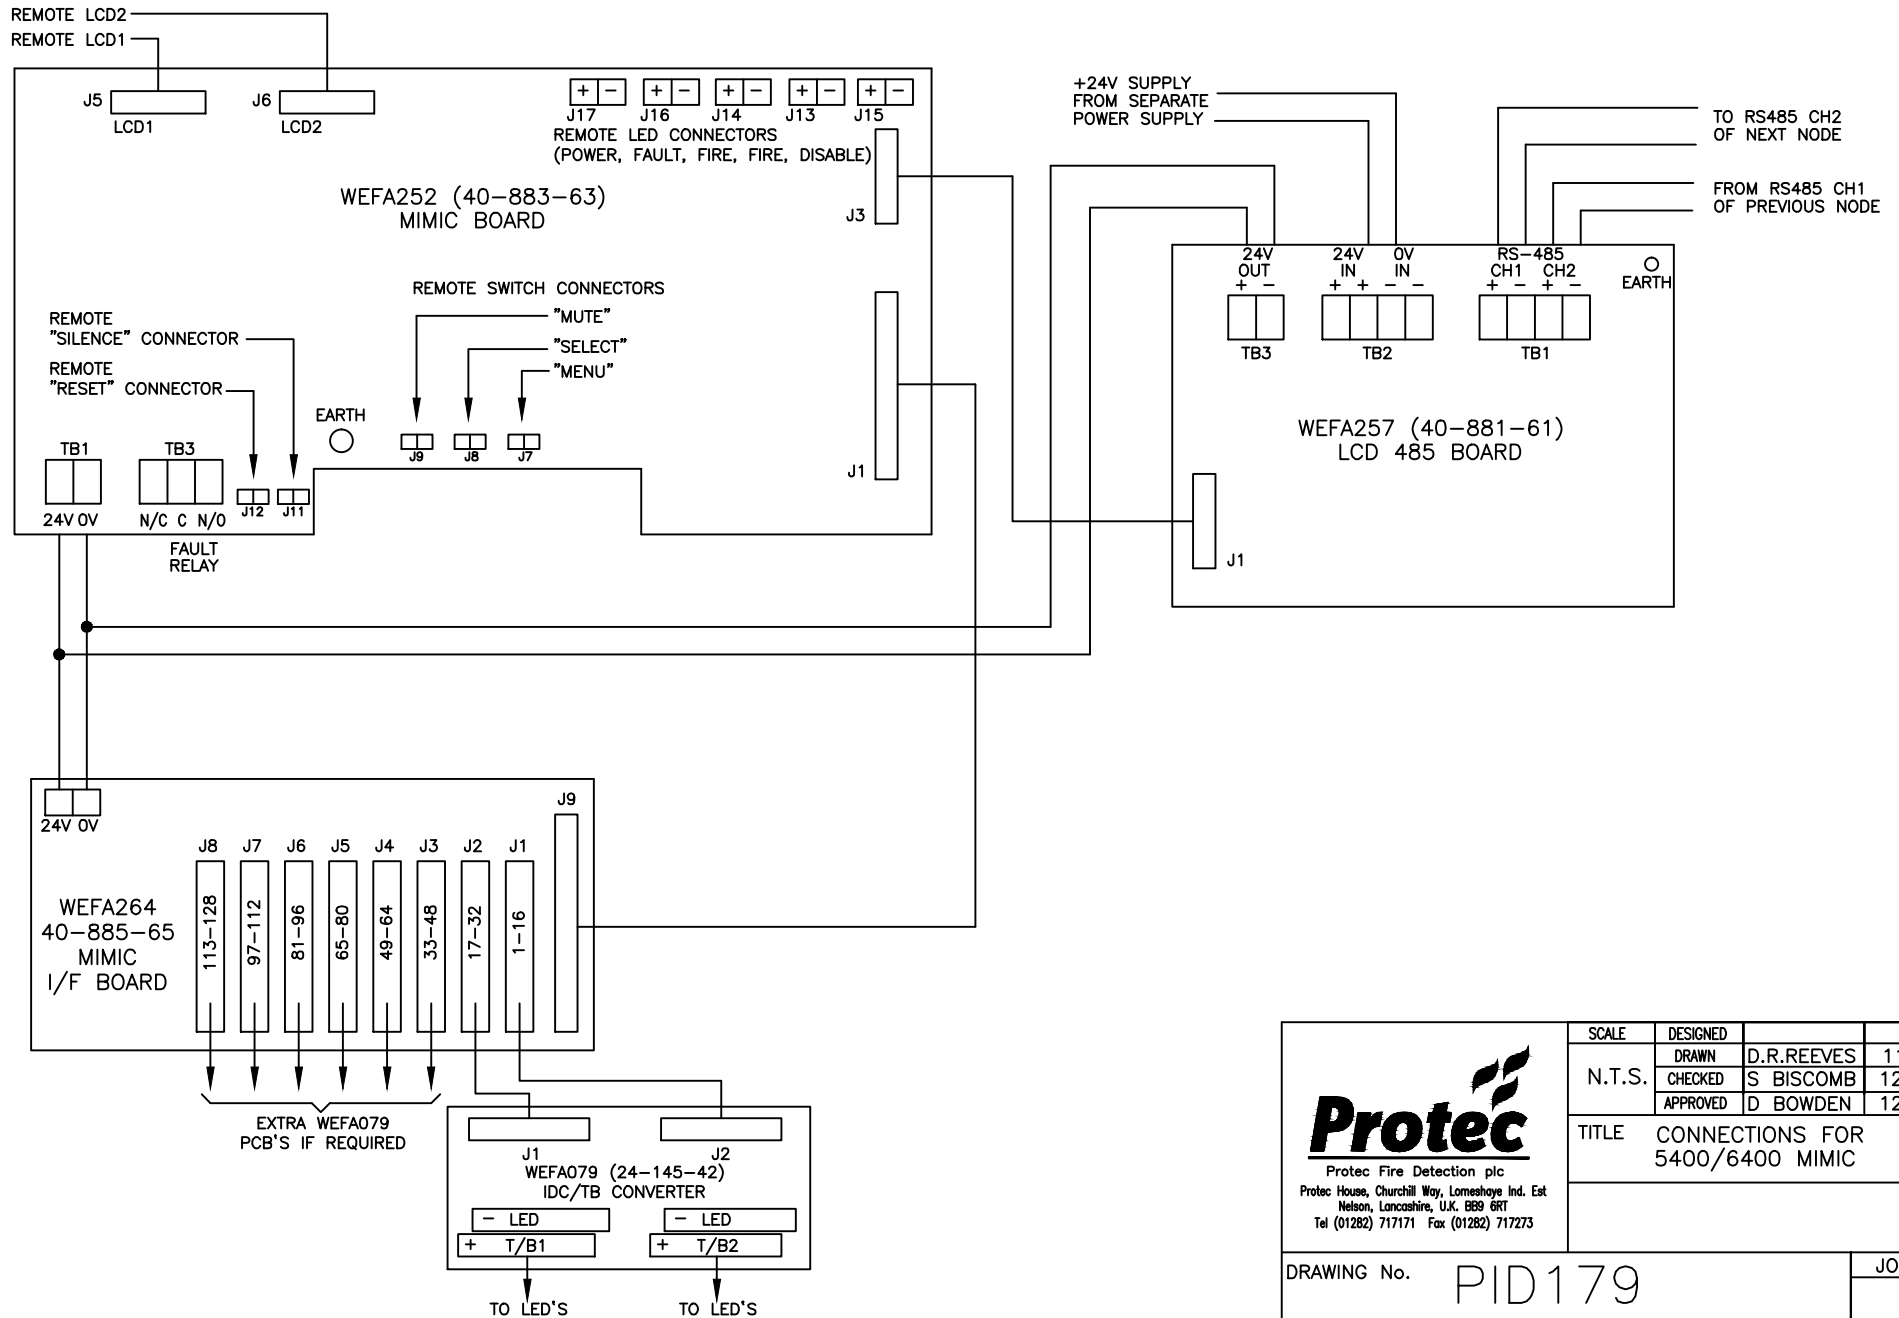 REMOTE LCD2
REMOTE LCD1
J5
LCD1
J6
LCD2
+ - + - + - + - + -
J17 J16 J14 J13 J15
REMOTE LED CONNECTORS
(POWER, FAULT, FIRE, FIRE, DISABLE)
WEFA252 (40-883-63)
MIMIC BOARD
J3
REMOTE SWITCH CONNECTORS
"MUTE"
"SELECT"
"MENU"
REMOTE
"SILENCE" CONNECTOR
REMOTE
"RESET" CONNECTOR
EARTH
J9 J8 J7
J1
TB1
TB3
J12 J11
24V 0V
N/C C N/O
FAULT
RELAY
+24V SUPPLY
FROM SEPARATE
POWER SUPPLY
TO RS485 CH2
OF NEXT NODE
FROM RS485 CH1
OF PREVIOUS NODE
24V
OUT
+ -
24V
IN
0V
IN
+ + - -
RS-485
CH1 CH2
+ - + -
EARTH
TB3
TB2
TB1
WEFA257 (40-881-61)
LCD 485 BOARD
J1
24V 0V
J9
J8 J7 J6 J5 J4 J3 J2 J1
113-128
97-112
81-96
65-80
49-64
33-48
17-32
1-16
WEFA264
40-885-65
MIMIC
I/F BOARD
EXTRA WEFA079
PCB'S IF REQUIRED
J1
J2
WEFA079 (24-145-42)
IDC/TB CONVERTER
- LED
+ T/B1
- LED
+ T/B2
TO LED'S
TO LED'S
Protec
Protec Fire Detection plc
Protec House, Churchill Way, Lomeshaye Ind. Est
Nelson, Lancashire, U.K. BB9 6RT
Tel (01282) 717171 Fax (01282) 717273
SCALE
N.T.S.
DESIGNED
DRAWN D.R.REEVES 11
CHECKED S BISCOMB 12
APPROVED D BOWDEN 12
TITLE
CONNECTIONS FOR
5400/6400 MIMIC
DRAWING No. PID179
JO